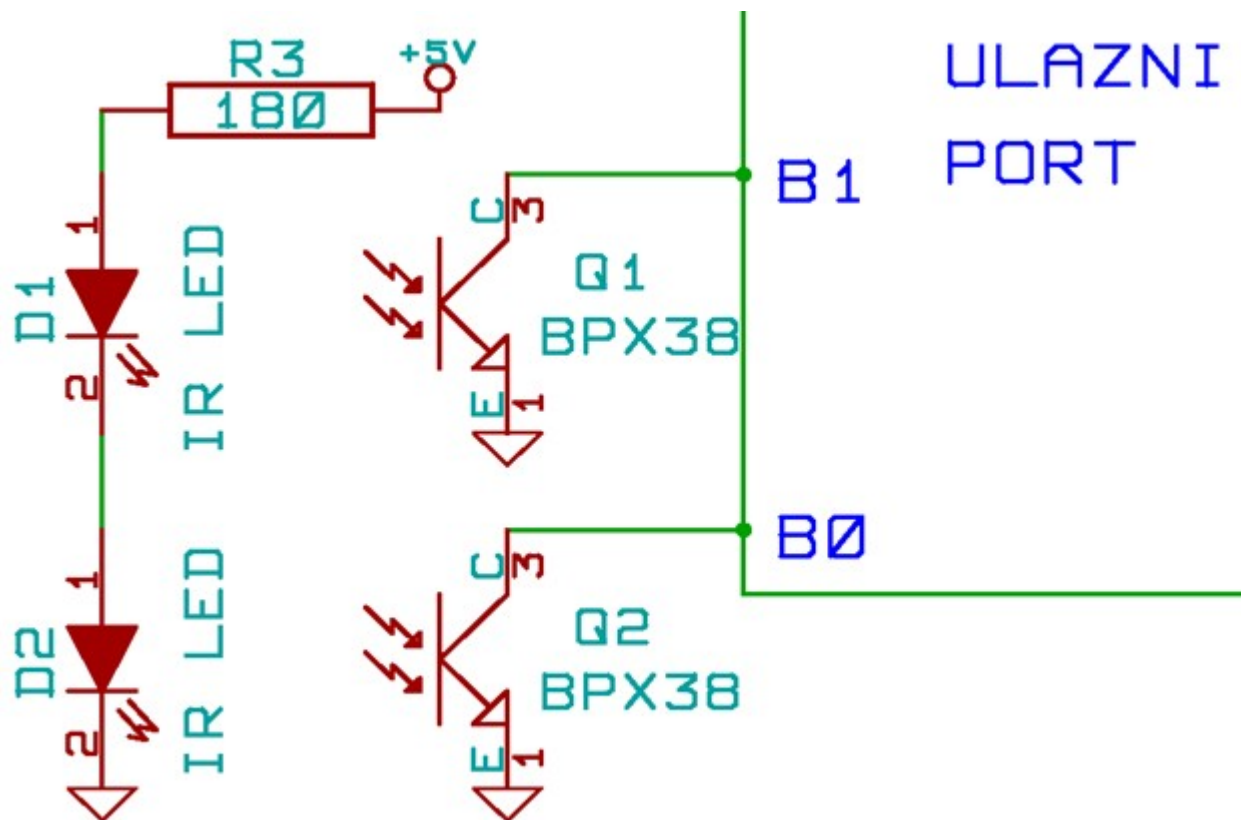 R3
180
+5V
ULAZNI
PORT
B1
1
D1
2
IR LED
C
3
Q1
BPX38
E
1
B0
1
D2
2
IR LED
C
3
Q2
BPX38
E
1